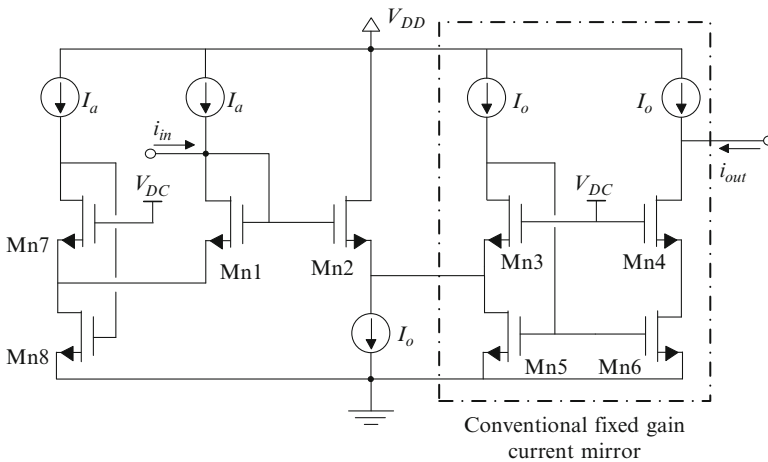 V_DD
I_a
I_a
I_o
I_o
i_in
i_out
V_DC
V_DC
Mn7
Mn1
Mn2
Mn3
Mn4
Mn8
I_o
Mn5
Mn6
Conventional fixed gain
current mirror